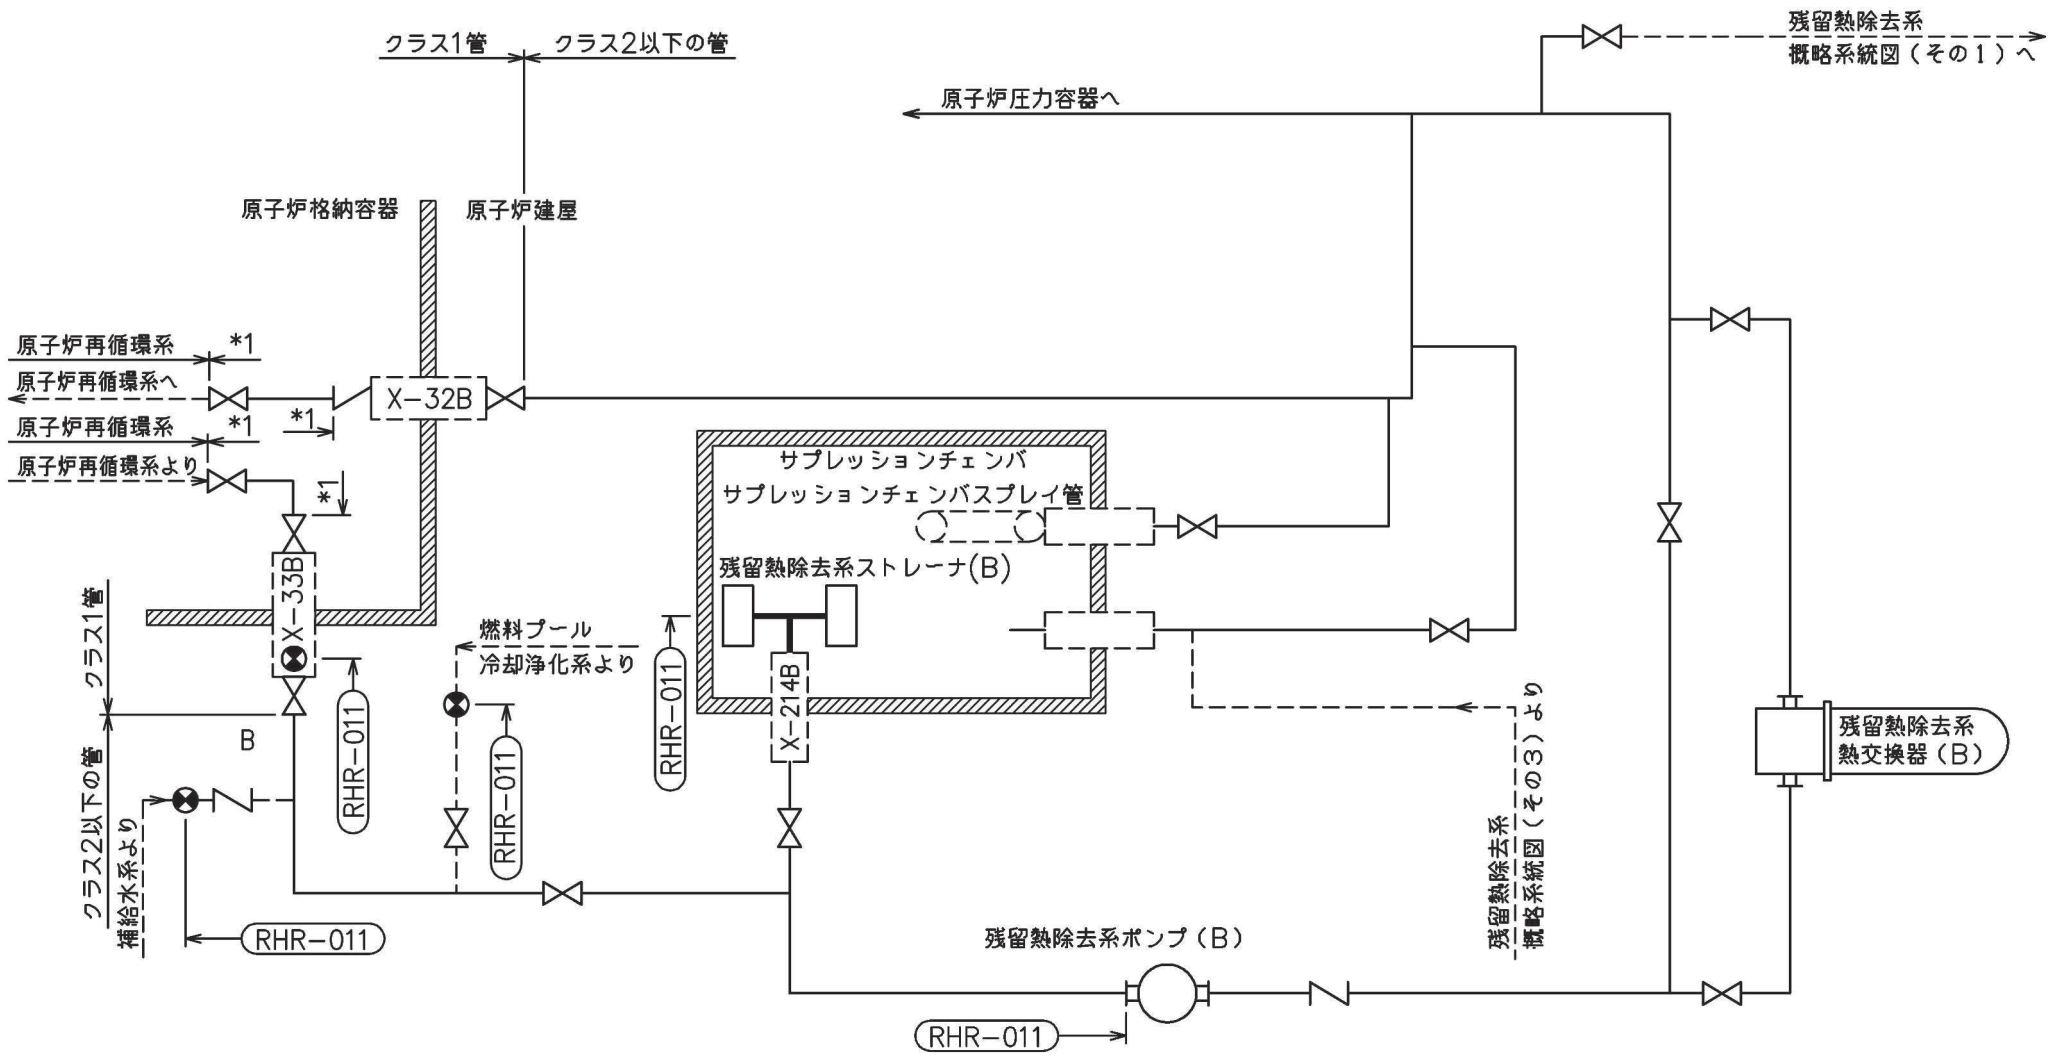 クラス1管
クラス2以下の管
残留熱除去系
概略系統図（その1）へ
原子炉圧力容器へ
原子炉格納容器
原子炉建屋
原子炉再循環系
*1
原子炉再循環系へ
X-32B
原子炉再循環系
*1
*1
原子炉再循環系より
*1
サプレッションチェンバ
サプレッションチェンバスプレイ管
残留熱除去系ストレーナ(B)
X-33B
クラス1管
クラス2以下の管
燃料プール
冷却浄化系より
RHR-011
RHR-011
RHR-011
X-214B
B
補給水系より
RHR-011
残留熱除去系
概略系統図（その3）より
残留熱除去系
熱交換器（B）
残留熱除去系ポンプ（B）
RHR-011